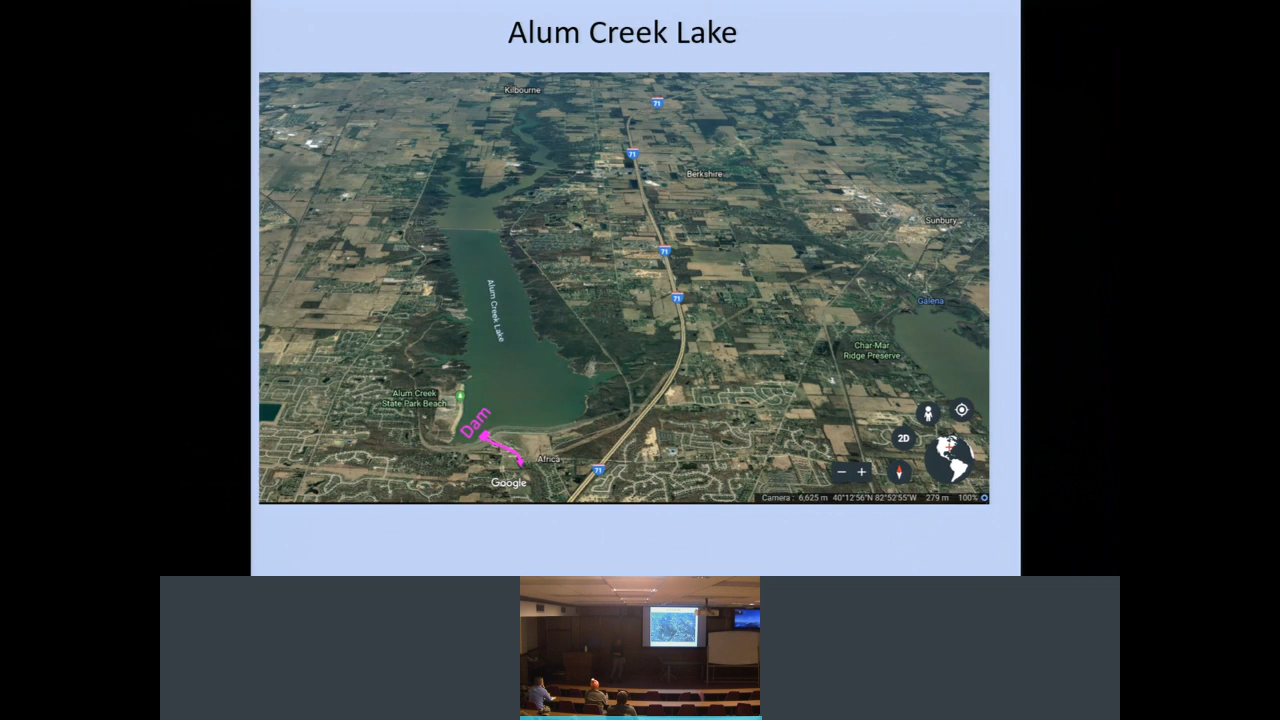 Alum Creek Lake
Kilbourne
71
71
Berkshire
Sunbury
71
Alum Creek Lake
71
Galena
Char-Mar
Ridge Preserve
Alum Creek
State Park Beach
Dam
2D
Africa
71
Google
Camera : 6,625 m 40°12'56"N 82°52'55"W 279 m 100%